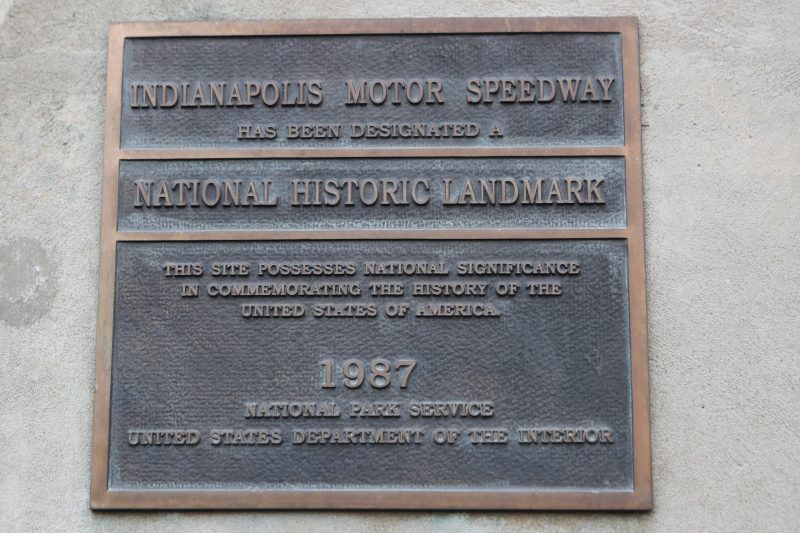 INDIANAPOLIS MOTOR SPEEDWAY
HAS BEEN DESIGNATED A
NATIONAL HISTORIC LANDMARK
THIS SITE POSSESSES NATIONAL SIGNIFICANCE
IN COMMEMORATING THE HISTORY OF THE
UNITED STATES OF AMERICA.
1987
NATIONAL PARK SERVICE
UNITED STATES DEPARTMENT OF THE INTERIOR